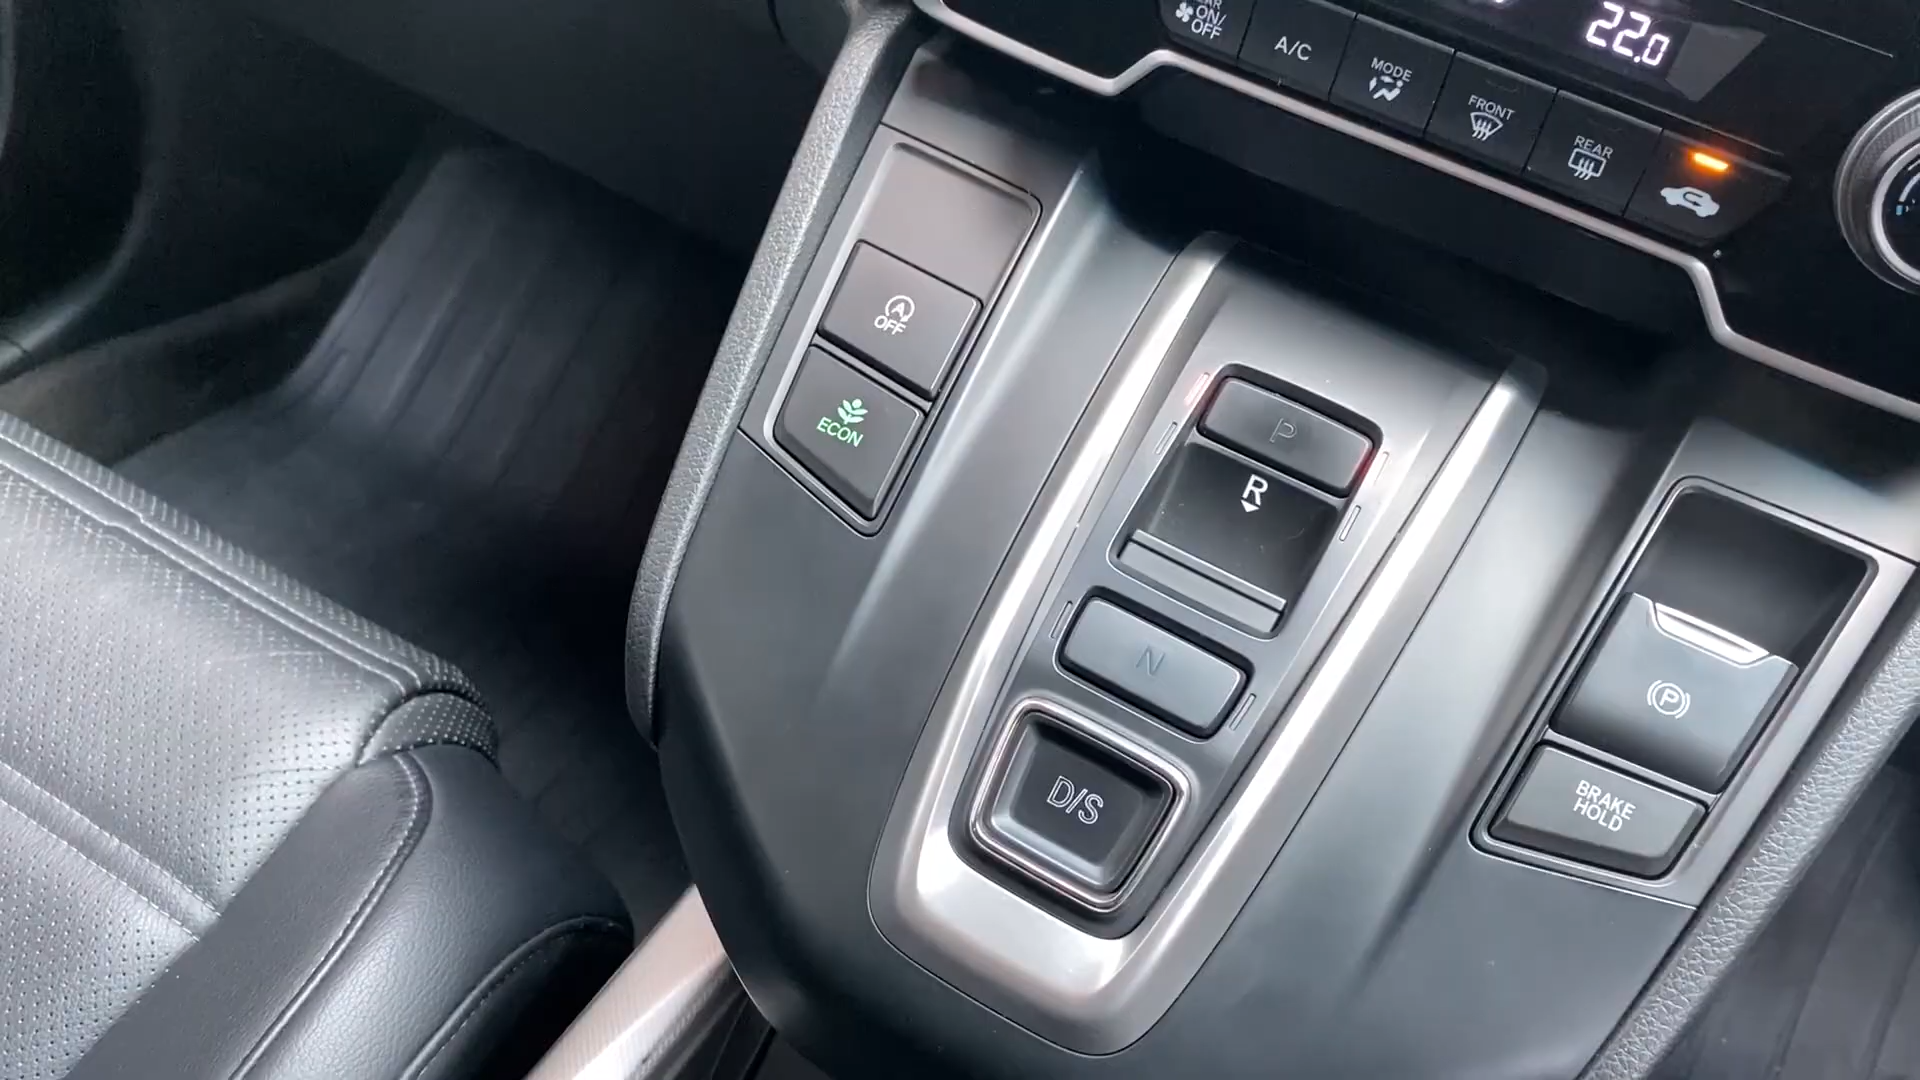 22.0
ON/
OFF
A/C
MODE
FRONT
REAR
A
OFF
ECON
P
R
N
D/S
P
BRAKE
HOLD